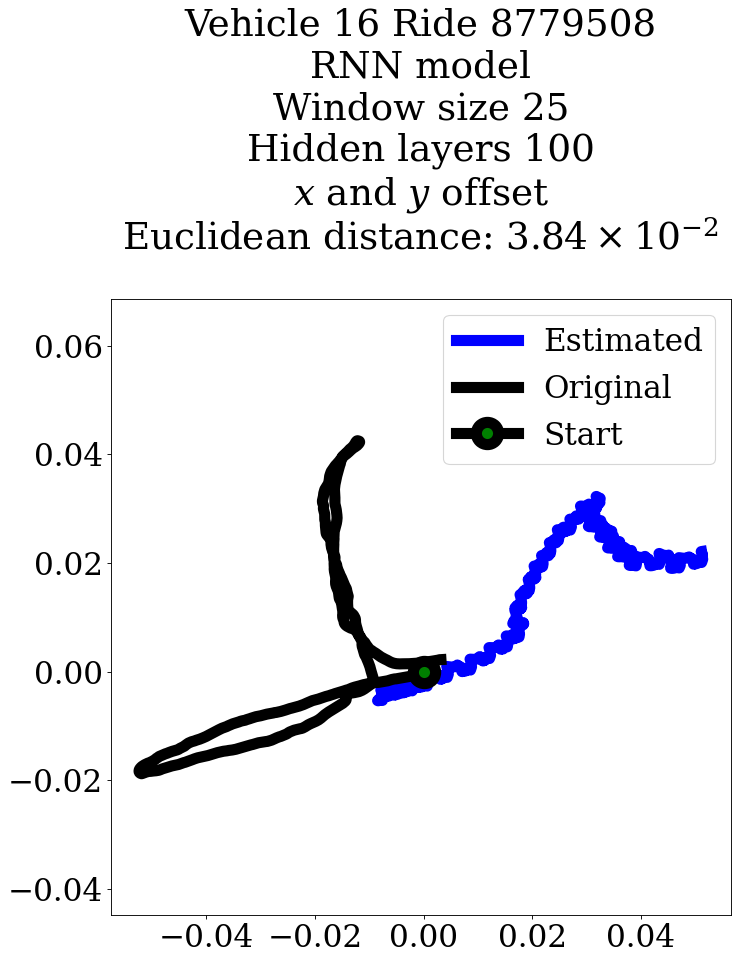 Vehicle 16 Ride 8779508
RNN model
Window size 25
Hidden layers 100
x and y offset
Euclidean distance: 3.84 × 10⁻²
Estimated
Original
Start
0.06
0.04
0.02
0.00
−0.02
−0.04
−0.04 −0.02 0.00 0.02 0.04